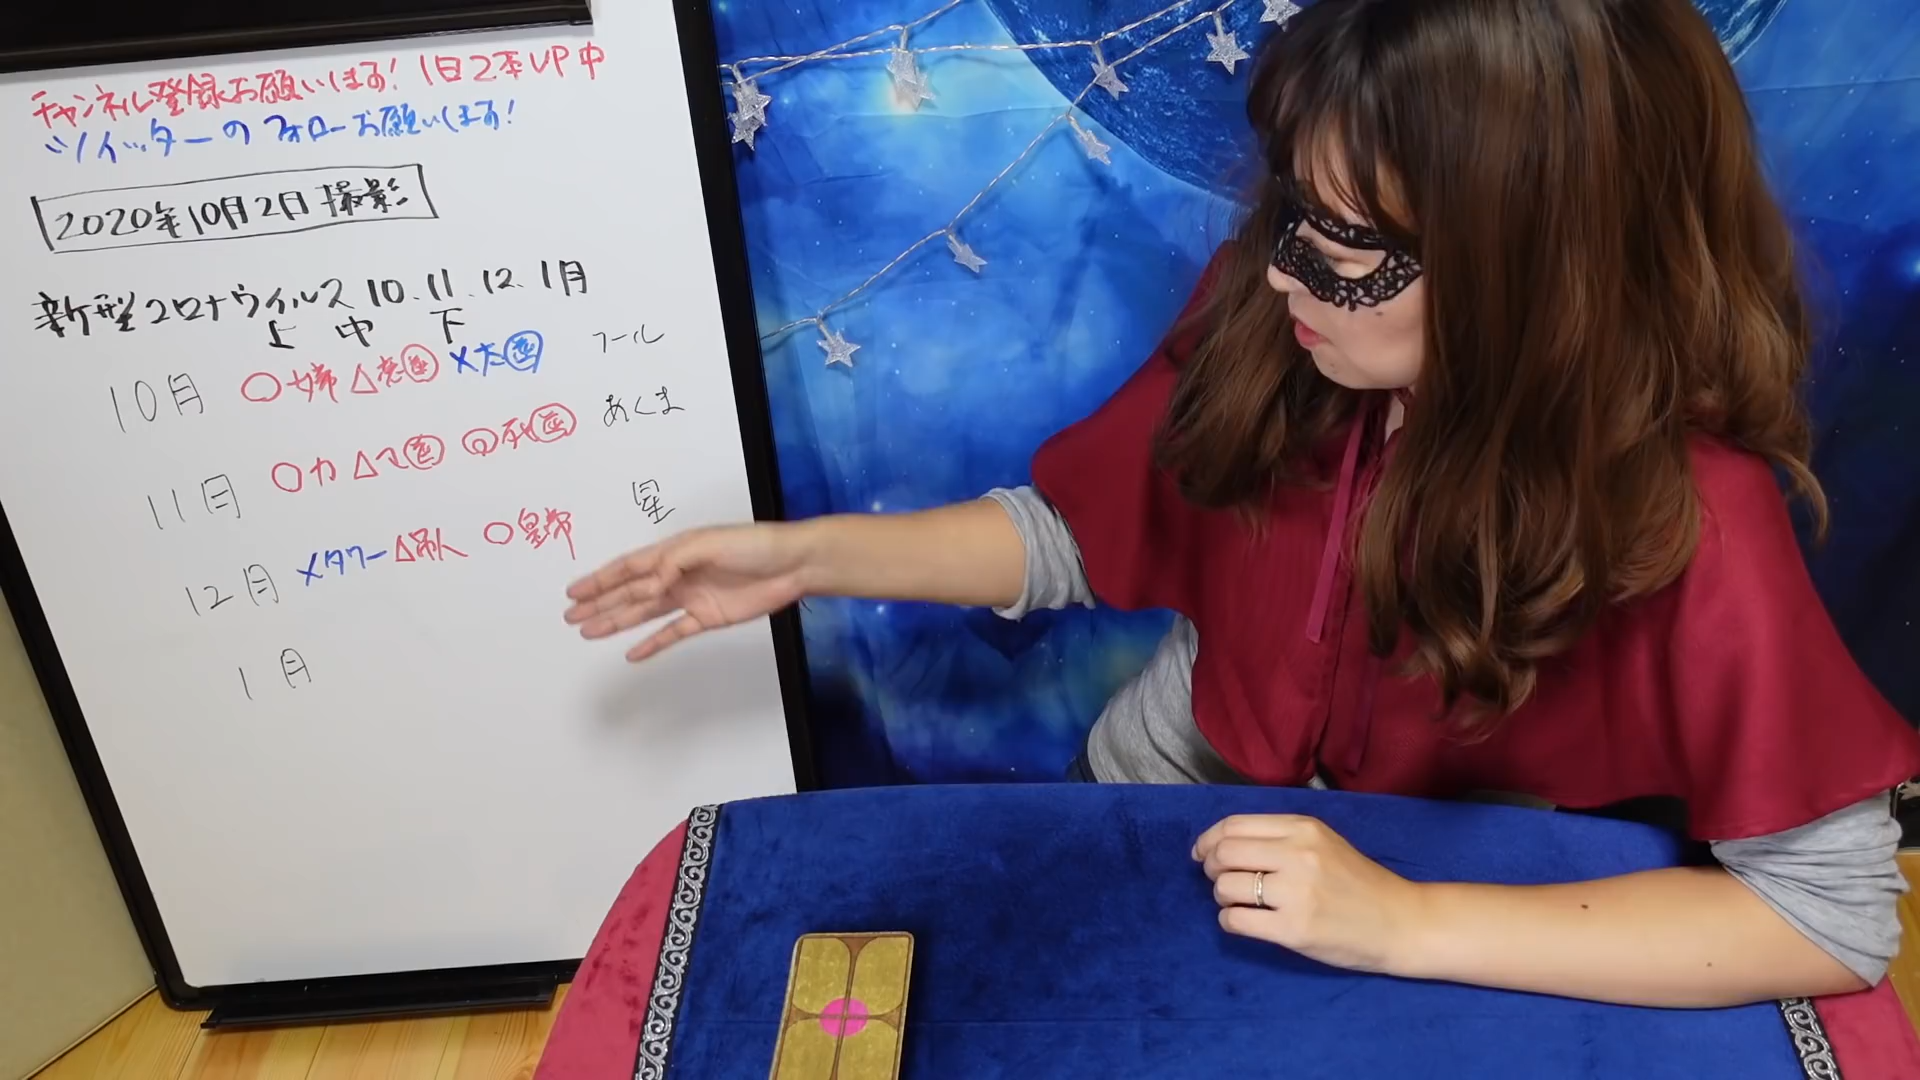 チャンネル登録お願いします! 1日2本UP中
ツイッターのフォローお願いします!
2020年10月2日撮影
新型コロナウイルス 10.11.12.1月
上 中 下
10月 ○女帝 △恋逆 ×太逆 フール
11月 ○力 △マ逆 ◎死逆 あくま
12月 ×タワー △吊人 ○皇帝 星
1月